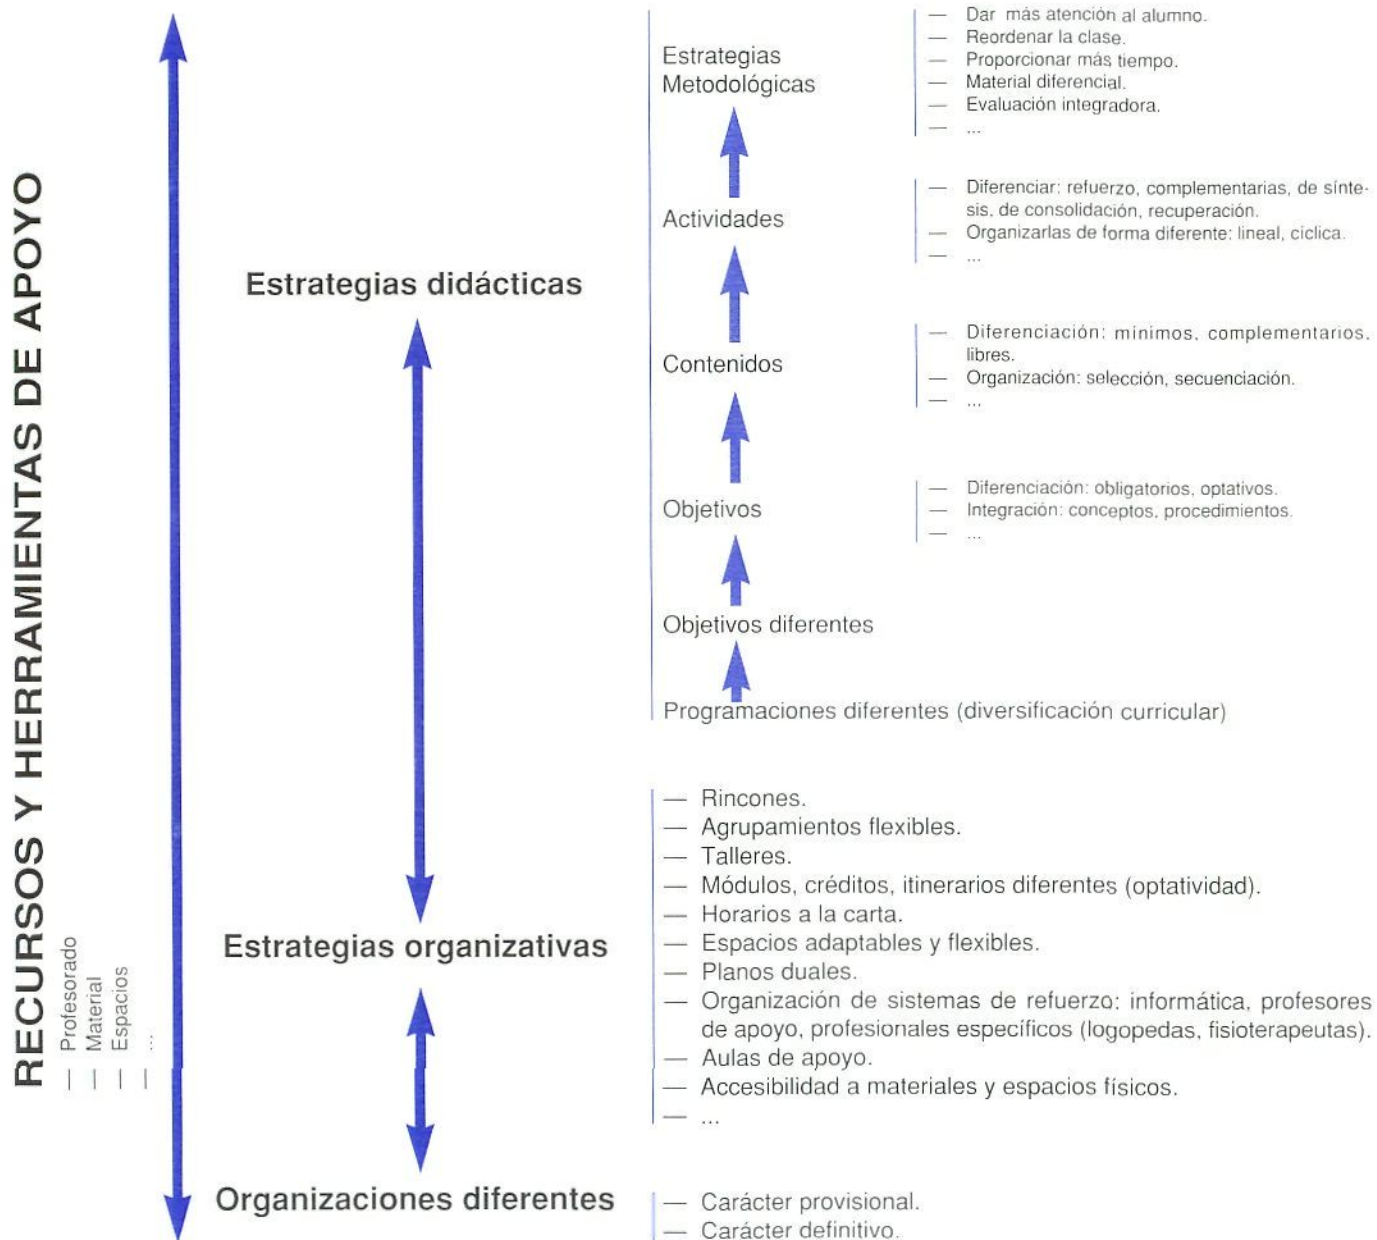 RECURSOS Y HERRAMIENTAS DE APOYO
— Profesorado
— Material
— Espacios
— ...
Estrategias didácticas
Estrategias
Metodológicas
— Dar más atención al alumno.
— Reordenar la clase.
— Proporcionar más tiempo.
— Material diferencial.
— Evaluación integradora.
— ...
Actividades
— Diferenciar: refuerzo, complementarias, de sínte-
sis, de consolidación, recuperación.
— Organizarlas de forma diferente: lineal, cíclica.
— ...
Contenidos
— Diferenciación: mínimos, complementarios,
libres.
— Organización: selección, secuenciación.
— ...
Objetivos
— Diferenciación: obligatorios, optativos.
— Integración: conceptos, procedimientos.
— ...
Objetivos diferentes
Programaciones diferentes (diversificación curricular)
Estrategias organizativas
— Rincones.
— Agrupamientos flexibles.
— Talleres.
— Módulos, créditos, itinerarios diferentes (optatividad).
— Horarios a la carta.
— Espacios adaptables y flexibles.
— Planos duales.
— Organización de sistemas de refuerzo: informática, profesores
de apoyo, profesionales específicos (logopedas, fisioterapeutas).
— Aulas de apoyo.
— Accesibilidad a materiales y espacios físicos.
— ...
Organizaciones diferentes
— Carácter provisional.
— Carácter definitivo.